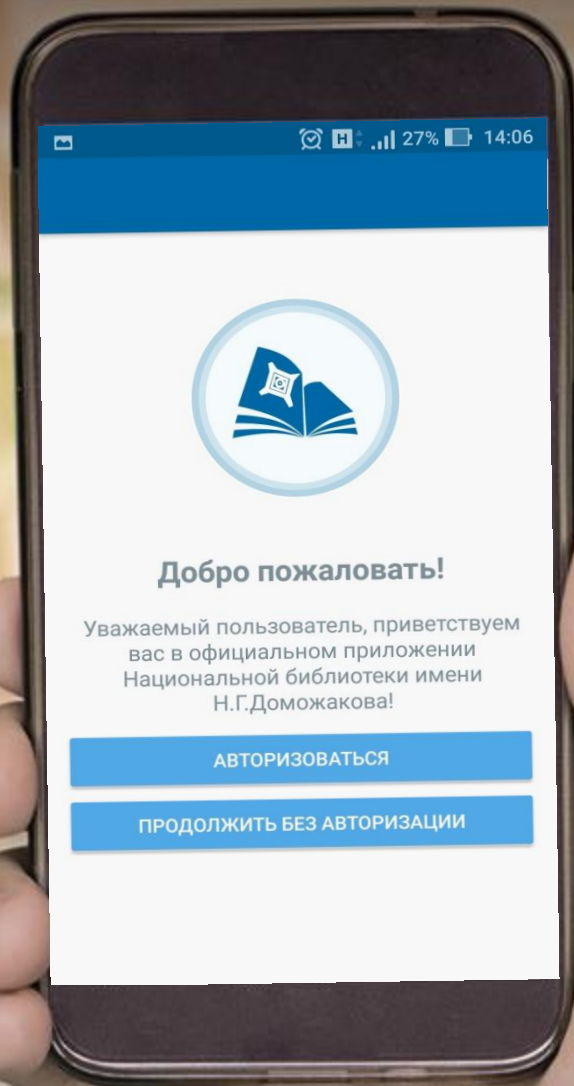 H 27% 14:06
Добро пожаловать!
Уважаемый пользователь, приветствуем
вас в официальном приложении
Национальной библиотеки имени
Н.Г.Доможакова!
АВТОРИЗОВАТЬСЯ
ПРОДОЛЖИТЬ БЕЗ АВТОРИЗАЦИИ